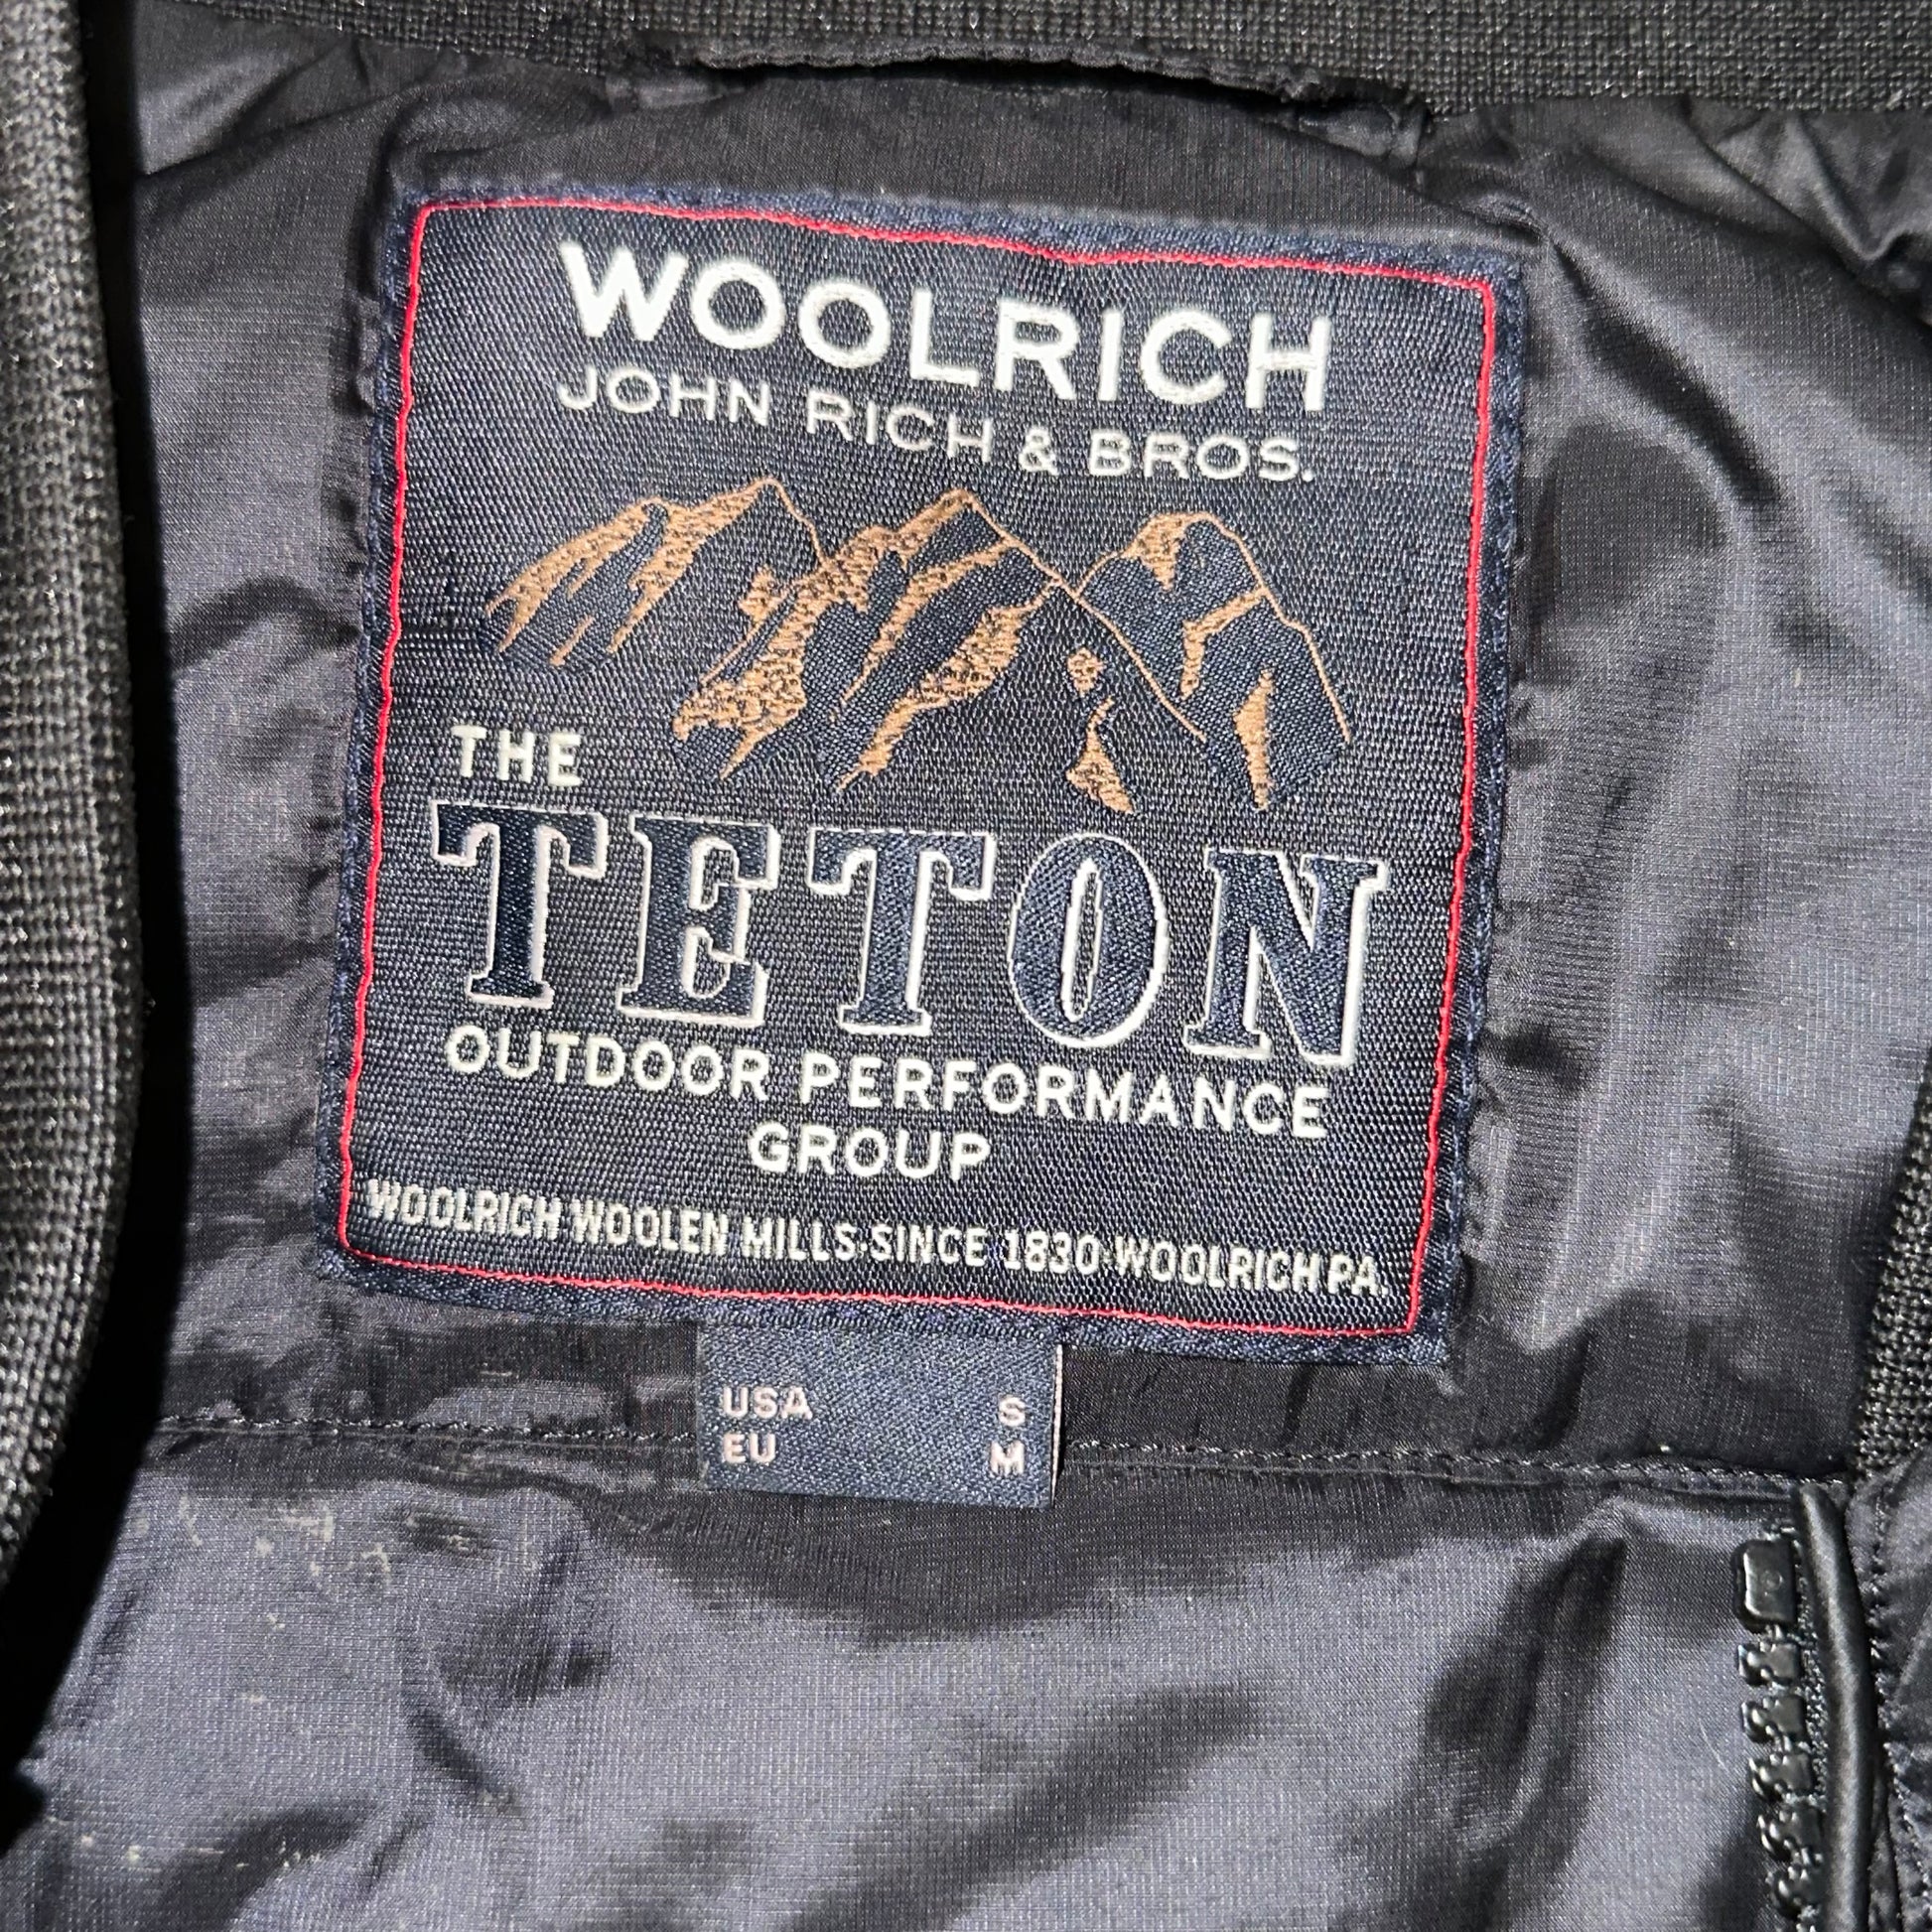 WOOLRICH
JOHN RICH & BROS.
THE
TETON
OUTDOOR PERFORMANCE
GROUP
WOOLRICH WOOLEN MILLS·SINCE 1830·WOOLRICH PA.
USA S
EU M